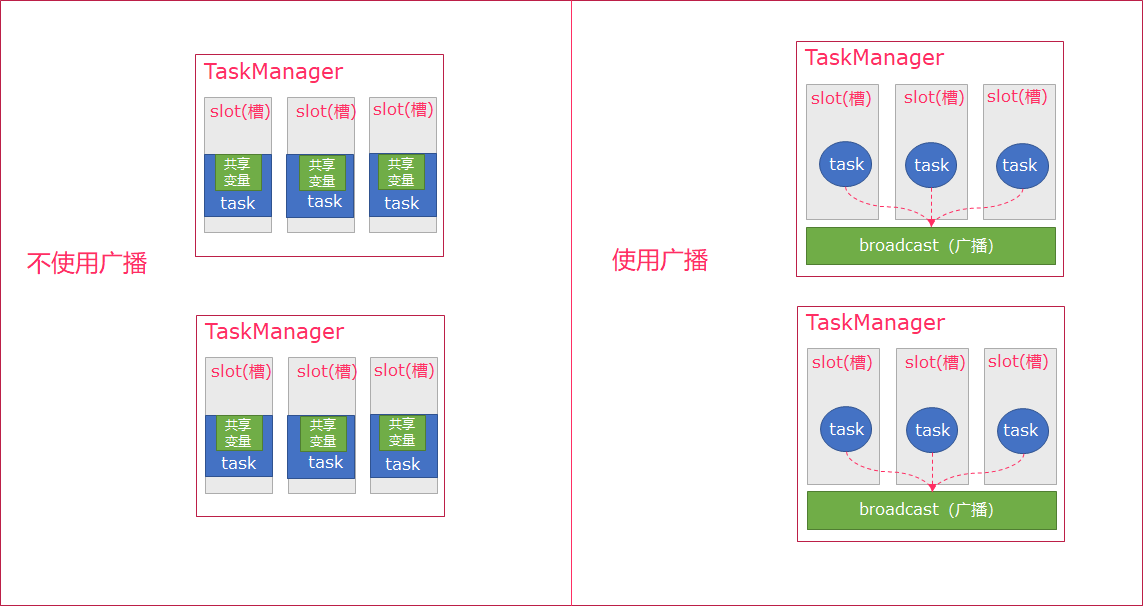 不使用广播
TaskManager
slot(槽)
slot(槽)
slot(槽)
共享
变量
task
共享
变量
task
共享
变量
task
TaskManager
slot(槽)
slot(槽)
slot(槽)
共享
变量
task
共享
变量
task
共享
变量
task
使用广播
TaskManager
slot(槽)
slot(槽)
slot(槽)
task
task
task
broadcast（广播）
TaskManager
slot(槽)
slot(槽)
slot(槽)
task
task
task
broadcast（广播）